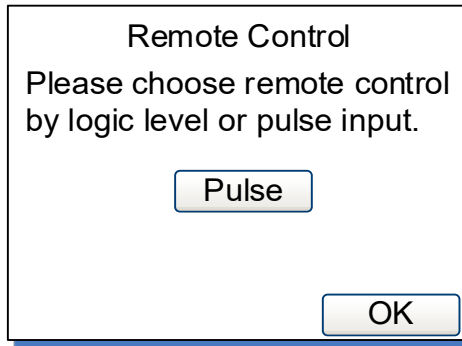 Remote Control
Please choose remote control
by logic level or pulse input.
Pulse
OK